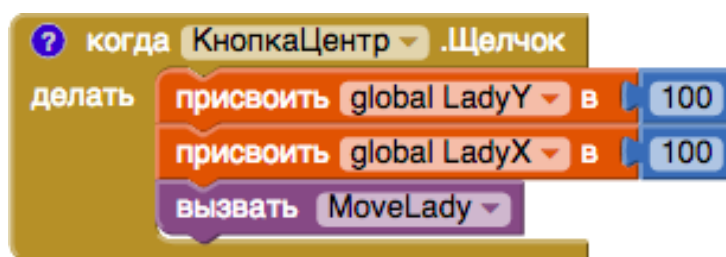 ? когда КнопкаЦентр .Щелчок
делать присвоить global LadyY в 100
присвоить global LadyX в 100
вызвать MoveLady